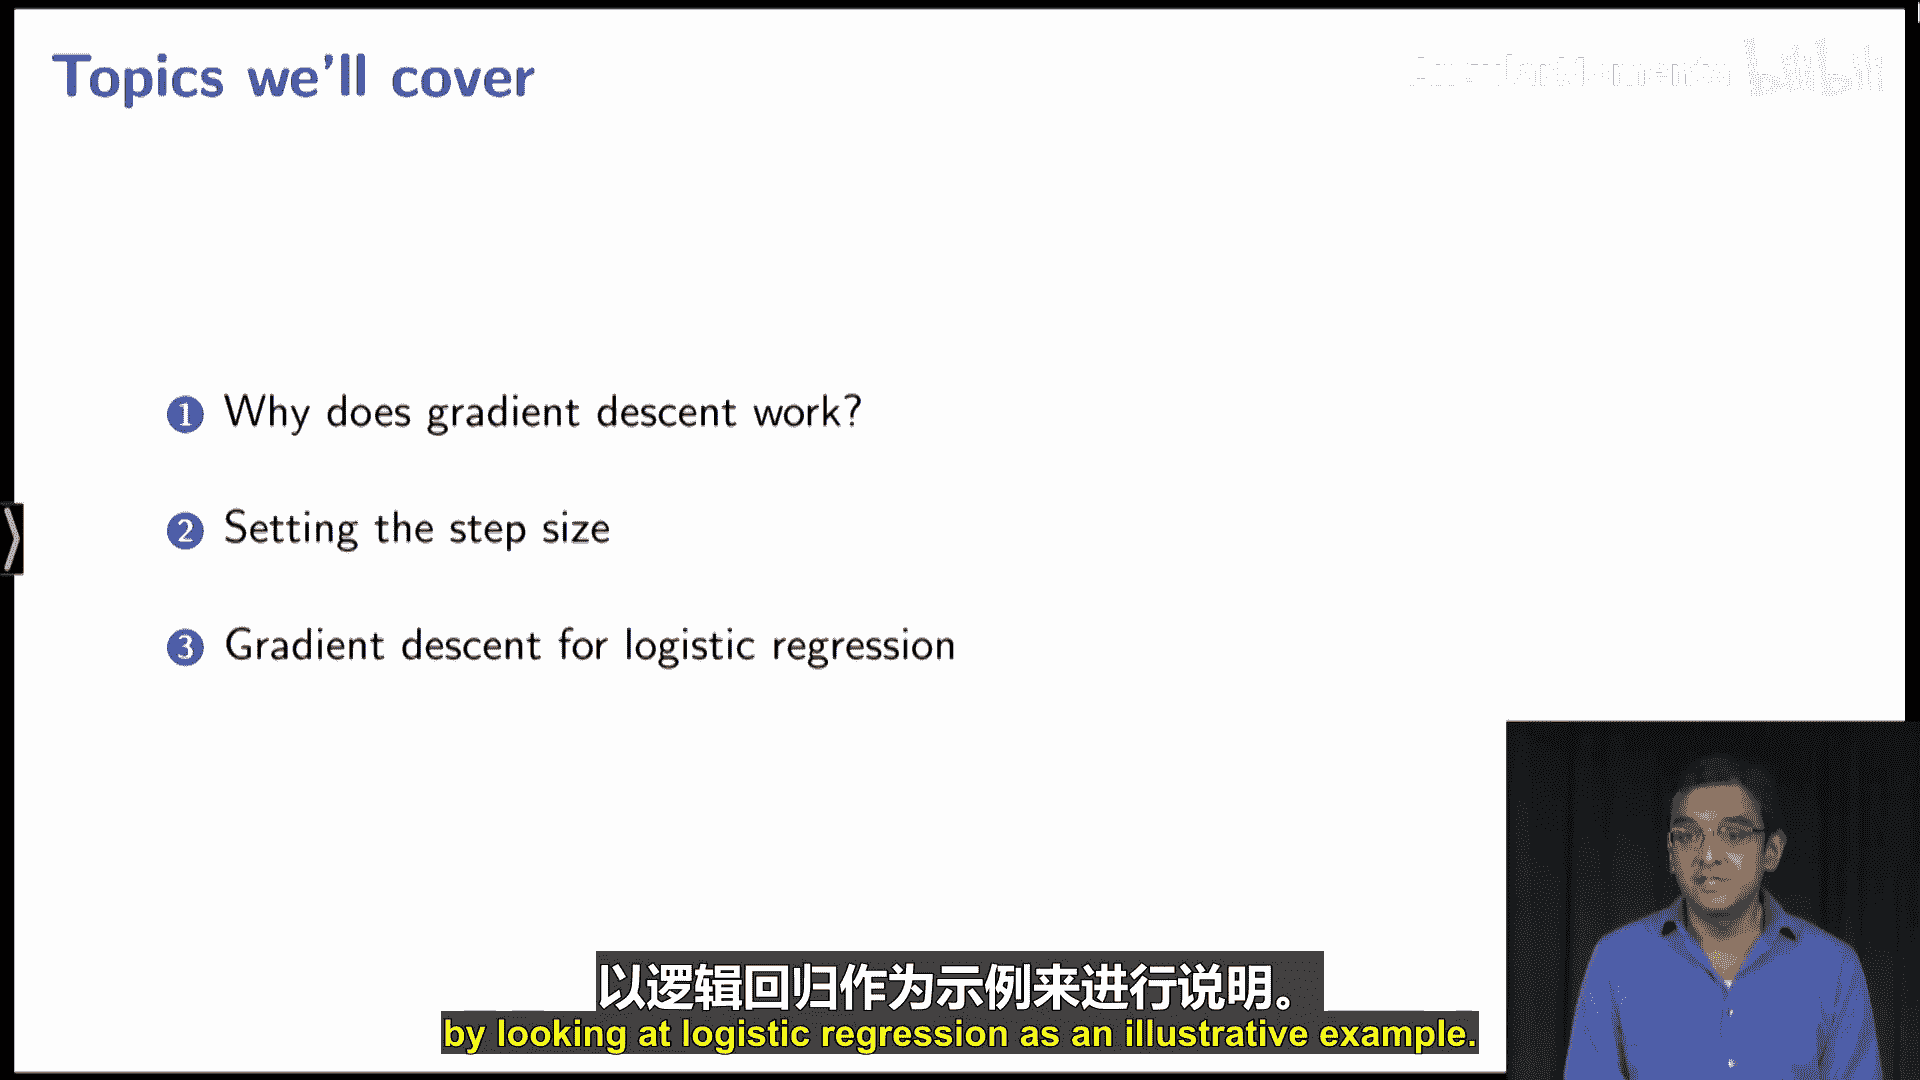 Topics we'll cover
1 Why does gradient descent work?
2 Setting the step size
3 Gradient descent for logistic regression
以逻辑回归作为示例来进行说明。
by looking at logistic regression as an illustrative example.